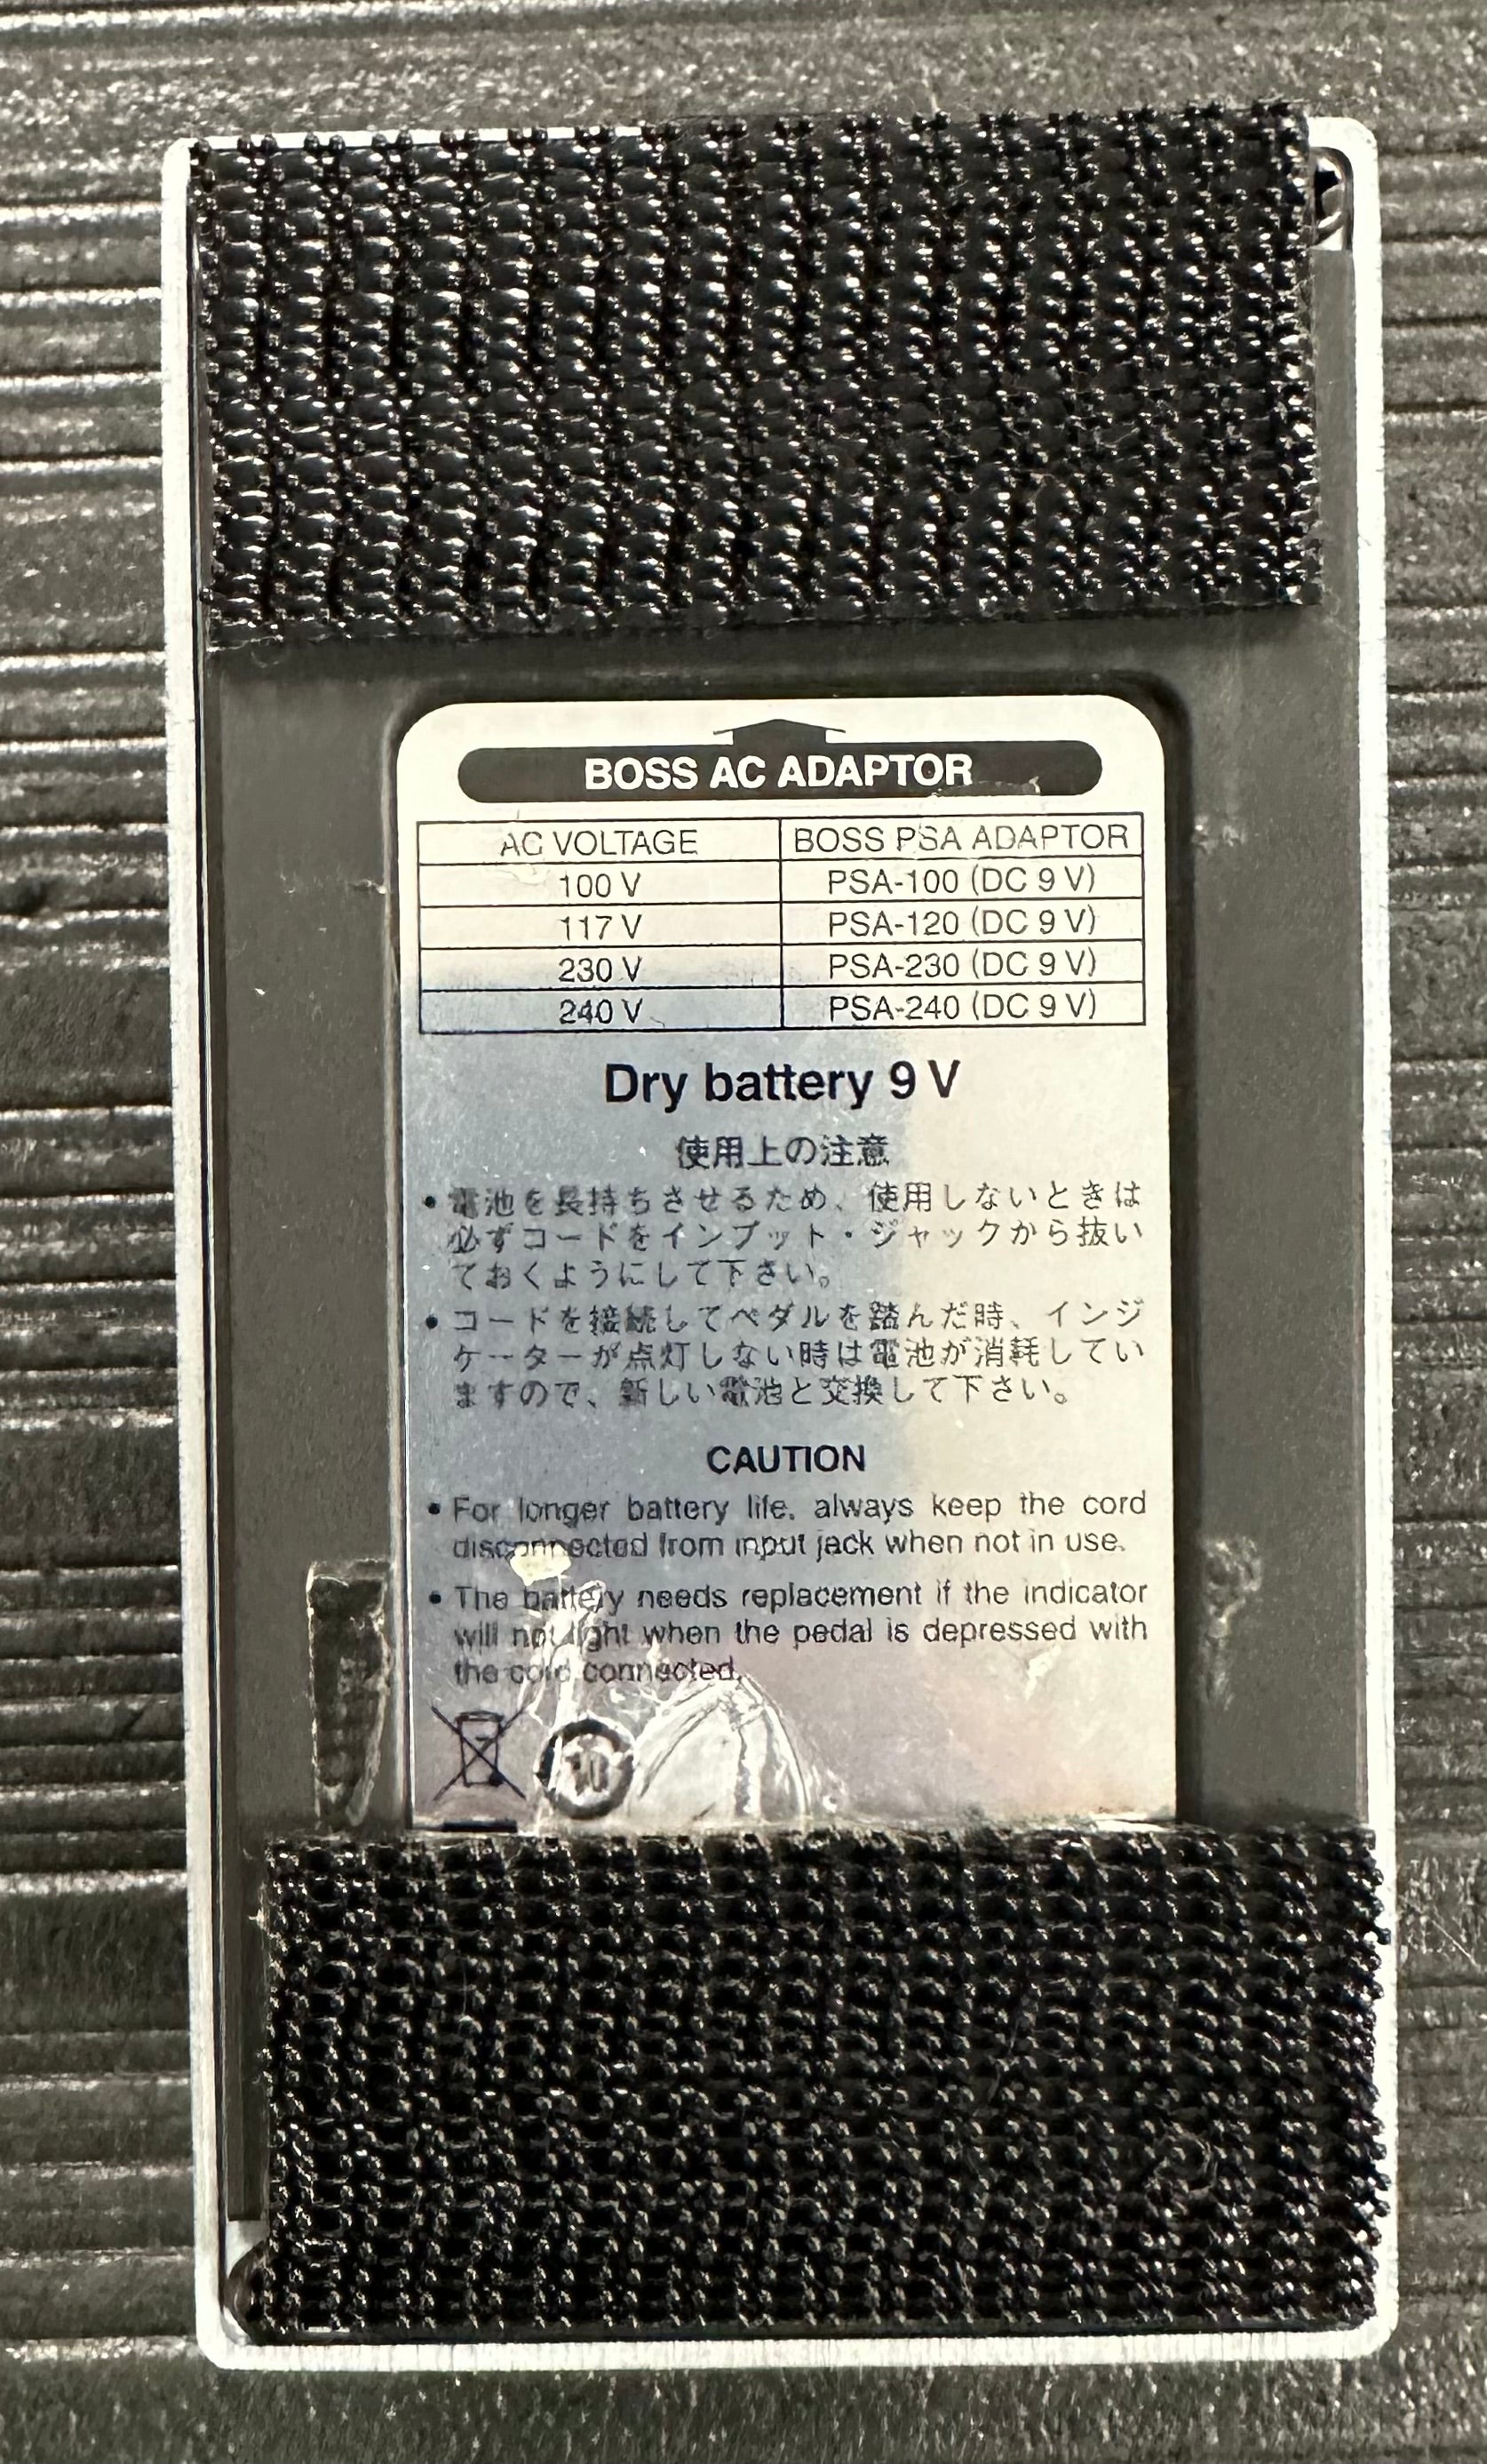 BOSS AC ADAPTOR
AC VOLTAGE BOSS PSA ADAPTOR
100 V PSA-100 (DC 9 V)
117 V PSA-120 (DC 9 V)
230 V PSA-230 (DC 9 V)
240 V PSA-240 (DC 9 V)
Dry battery 9 V
使用上の注意
• 電池を長持ちさせるため、使用しないときは
必ずコードをインプット・ジャックから抜い
ておくようにして下さい。
• コードを接続してペダルを踏んだ時、インジ
ケーターが点灯しない時は電池が消耗してい
ますので、新しい電池と交換して下さい。
CAUTION
• For longer battery life, always keep the cord
disconnected from input jack when not in use.
• The battery needs replacement if the indicator
will not light when the pedal is depressed with
the cord connected.